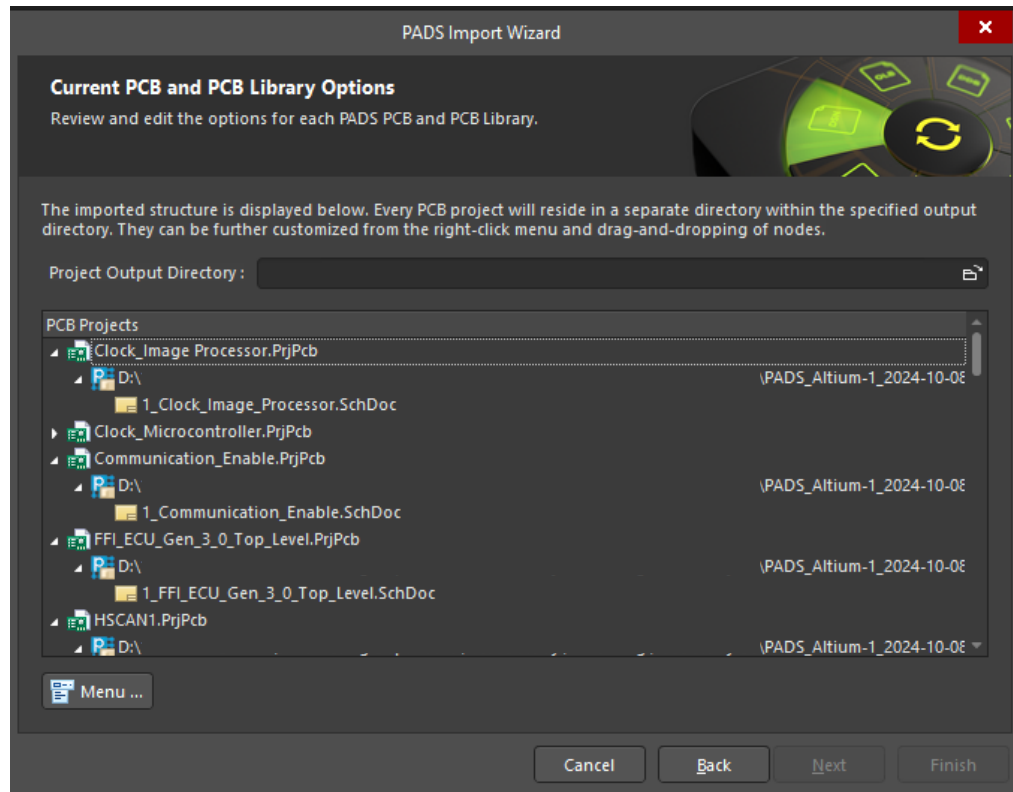 PADS Import Wizard
Current PCB and PCB Library Options
Review and edit the options for each PADS PCB and PCB Library.
The imported structure is displayed below. Every PCB project will reside in a separate directory within the specified output
directory. They can be further customized from the right-click menu and drag-and-dropping of nodes.
Project Output Directory :
PCB Projects
Clock_Image Processor.PrjPcb
D:\ \PADS_Altium-1_2024-10-08
1_Clock_Image_Processor.SchDoc
Clock_Microcontroller.PrjPcb
Communication_Enable.PrjPcb
D:\ \PADS_Altium-1_2024-10-08
1_Communication_Enable.SchDoc
FFI_ECU_Gen_3_0_Top_Level.PrjPcb
D:\ \PADS_Altium-1_2024-10-08
1_FFI_ECU_Gen_3_0_Top_Level.SchDoc
HSCAN1.PrjPcb
D:\ \PADS_Altium-1_2024-10-08
Menu ...
Cancel Back Next Finish